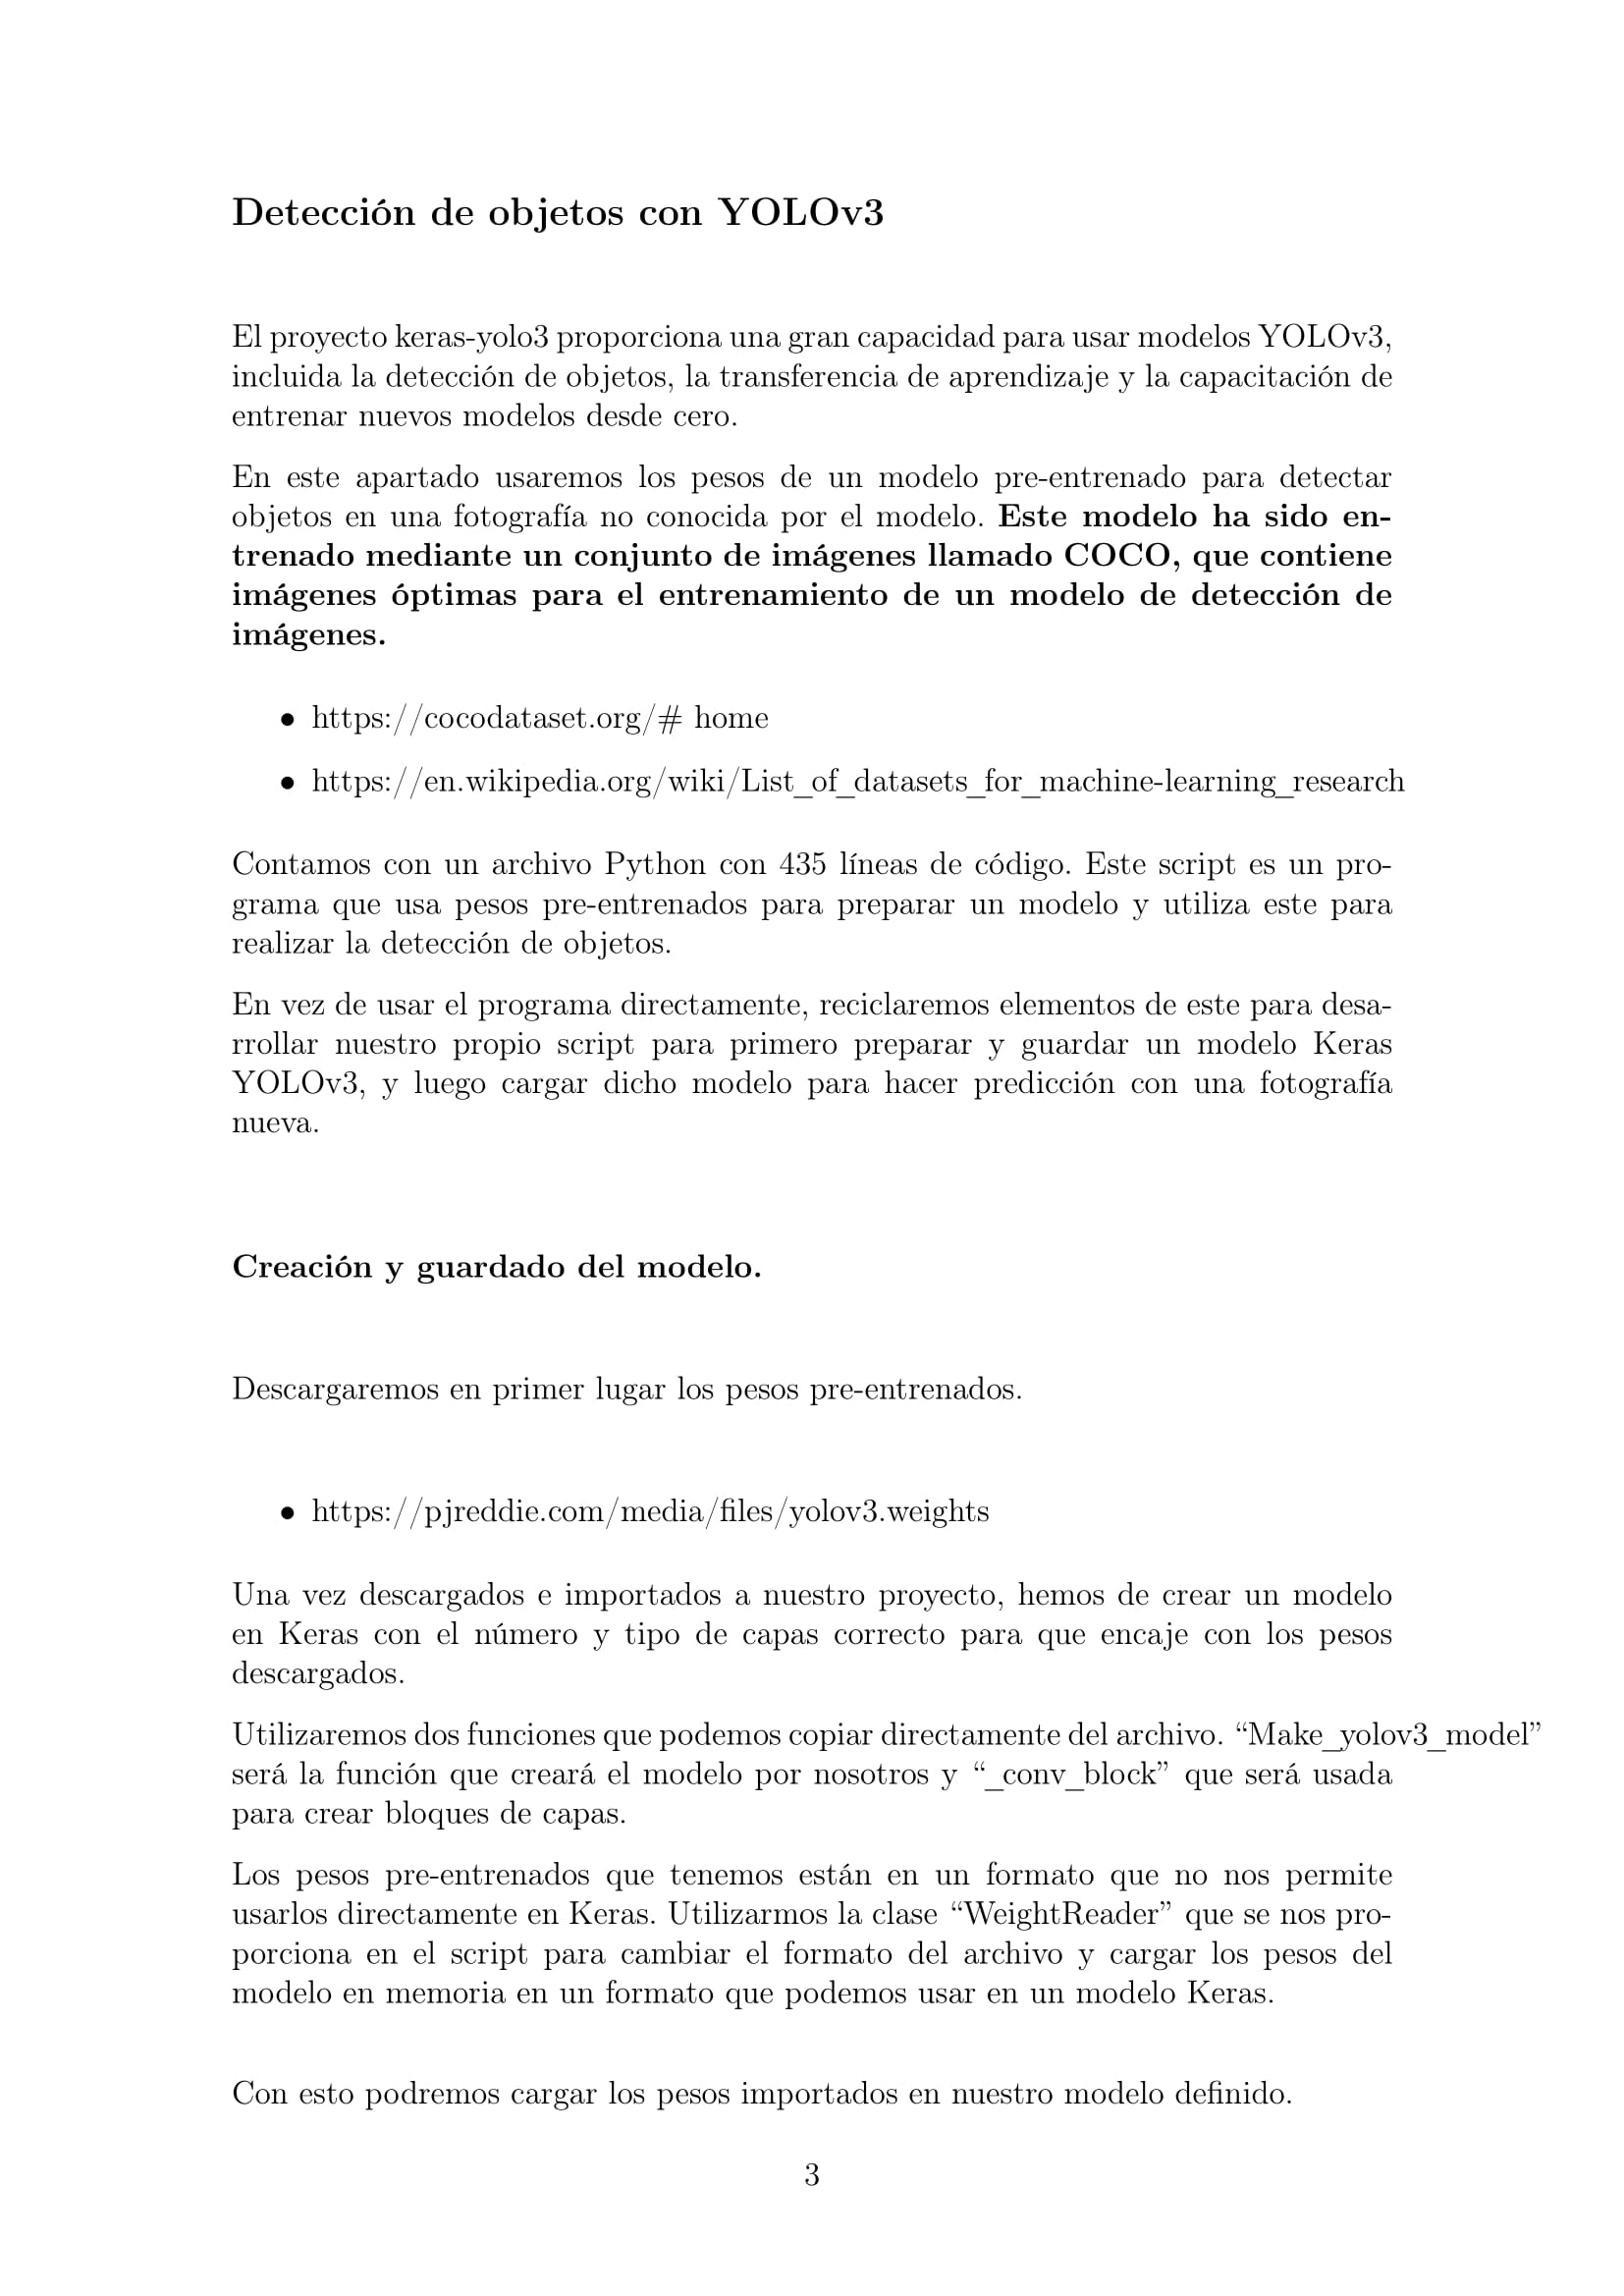 Detección de objetos con YOLOv3
El proyecto keras-yolo3 proporciona una gran capacidad para usar modelos YOLOv3,
incluida la detección de objetos, la transferencia de aprendizaje y la capacitación de
entrenar nuevos modelos desde cero.
En este apartado usaremos los pesos de un modelo pre-entrenado para detectar
objetos en una fotografía no conocida por el modelo. Este modelo ha sido en-
trenado mediante un conjunto de imágenes llamado COCO, que contiene
imágenes óptimas para el entrenamiento de un modelo de detección de
imágenes.
• https://cocodataset.org/# home
• https://en.wikipedia.org/wiki/List_of_datasets_for_machine-learning_research
Contamos con un archivo Python con 435 líneas de código. Este script es un pro-
grama que usa pesos pre-entrenados para preparar un modelo y utiliza este para
realizar la detección de objetos.
En vez de usar el programa directamente, reciclaremos elementos de este para desa-
rrollar nuestro propio script para primero preparar y guardar un modelo Keras
YOLOv3, y luego cargar dicho modelo para hacer predicción con una fotografía
nueva.
Creación y guardado del modelo.
Descargaremos en primer lugar los pesos pre-entrenados.
• https://pjreddie.com/media/files/yolov3.weights
Una vez descargados e importados a nuestro proyecto, hemos de crear un modelo
en Keras con el número y tipo de capas correcto para que encaje con los pesos
descargados.
Utilizaremos dos funciones que podemos copiar directamente del archivo. “Make_yolov3_model”
será la función que creará el modelo por nosotros y “_conv_block” que será usada
para crear bloques de capas.
Los pesos pre-entrenados que tenemos están en un formato que no nos permite
usarlos directamente en Keras. Utilizarmos la clase “WeightReader” que se nos pro-
porciona en el script para cambiar el formato del archivo y cargar los pesos del
modelo en memoria en un formato que podemos usar en un modelo Keras.
Con esto podremos cargar los pesos importados en nuestro modelo definido.
3